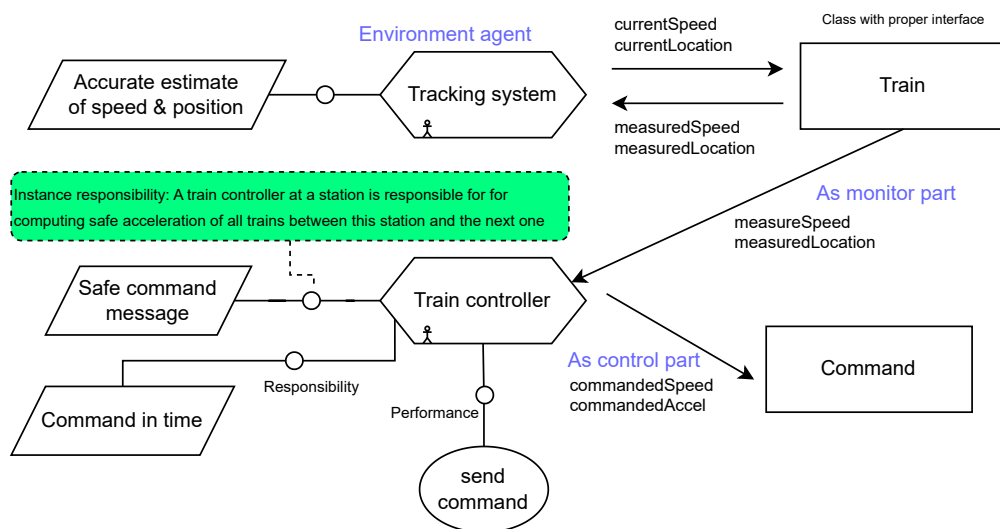 Environment agent
currentSpeed
currentLocation
Class with proper interface
Accurate estimate
of speed & position
Tracking system
Train
measuredSpeed
measuredLocation
Instance responsibility: A train controller at a station is responsible for for
computing safe acceleration of all trains between this station and the next one
As monitor part
measureSpeed
measuredLocation
Safe command
message
Train controller
As control part
commandedSpeed
commandedAccel
Command
Responsibility
Command in time
Performance
send
command